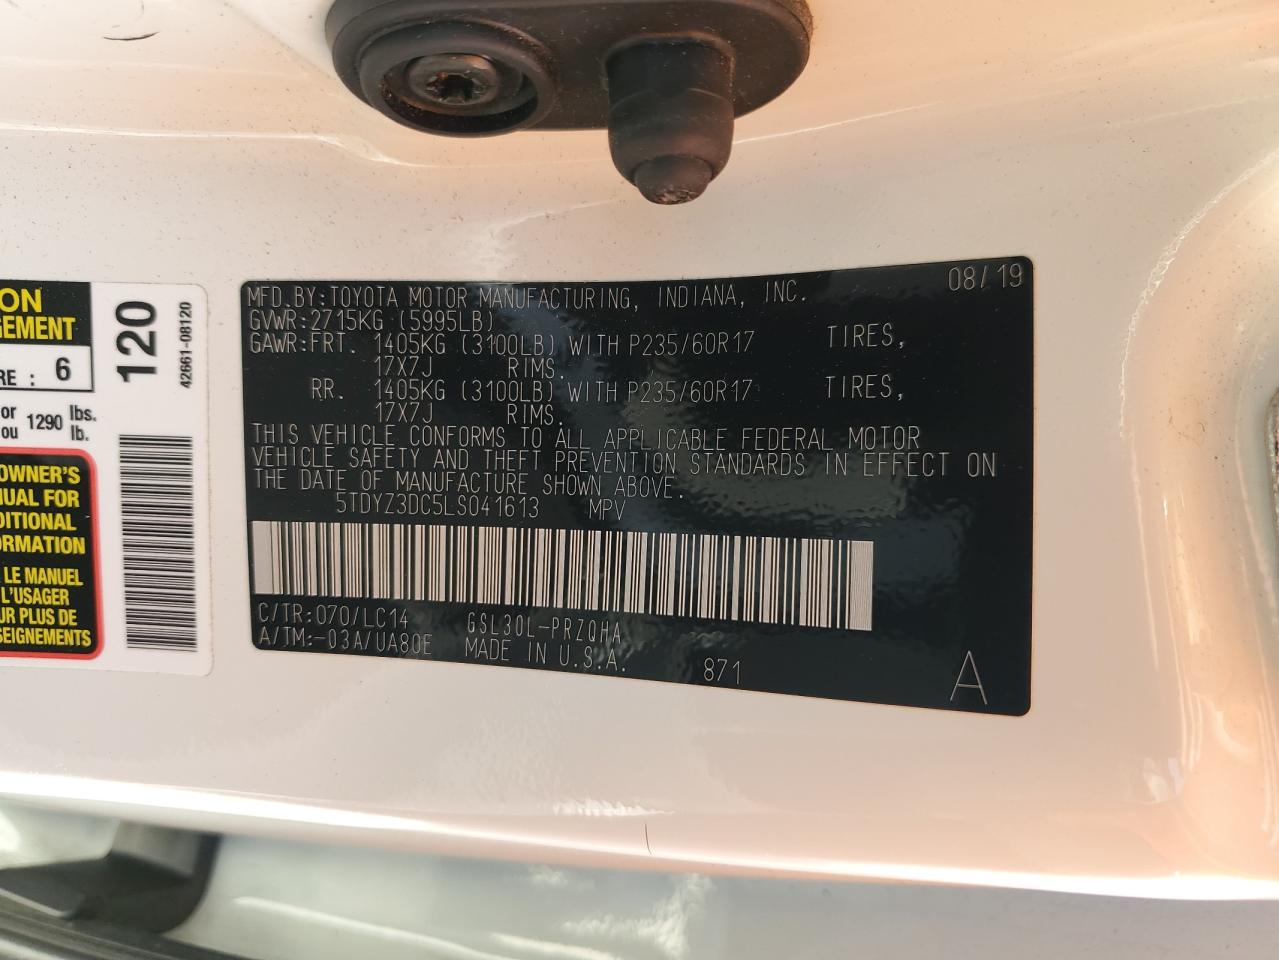 ON
GEMENT
RE : 6
or 1290 lbs.
ou lb.
OWNER'S
NUAL FOR
DITIONAL
ORMATION
LE MANUEL
L'USAGER
UR PLUS DE
SEIGNEMENTS
120
42661-08120
08/19
MFD.BY:TOYOTA MOTOR MANUFACTURING, INDIANA, INC.
GVWR:2715KG (5995LB)
GAWR:FRT. 1405KG (3100LB) WITH P235/60R17 TIRES,
17X7J RIMS.
RR. 1405KG (3100LB) WITH P235/60R17 TIRES,
17X7J RIMS.
THIS VEHICLE CONFORMS TO ALL APPLICABLE FEDERAL MOTOR
VEHICLE SAFETY AND THEFT PREVENTION STANDARDS IN EFFECT ON
THE DATE OF MANUFACTURE SHOWN ABOVE.
5TDYZ3DC5LS041613 MPV
C/TR:070/LC14 GSL30L-PRZQHA
A/TM:-03A/UA80E MADE IN U.S.A. 871
A